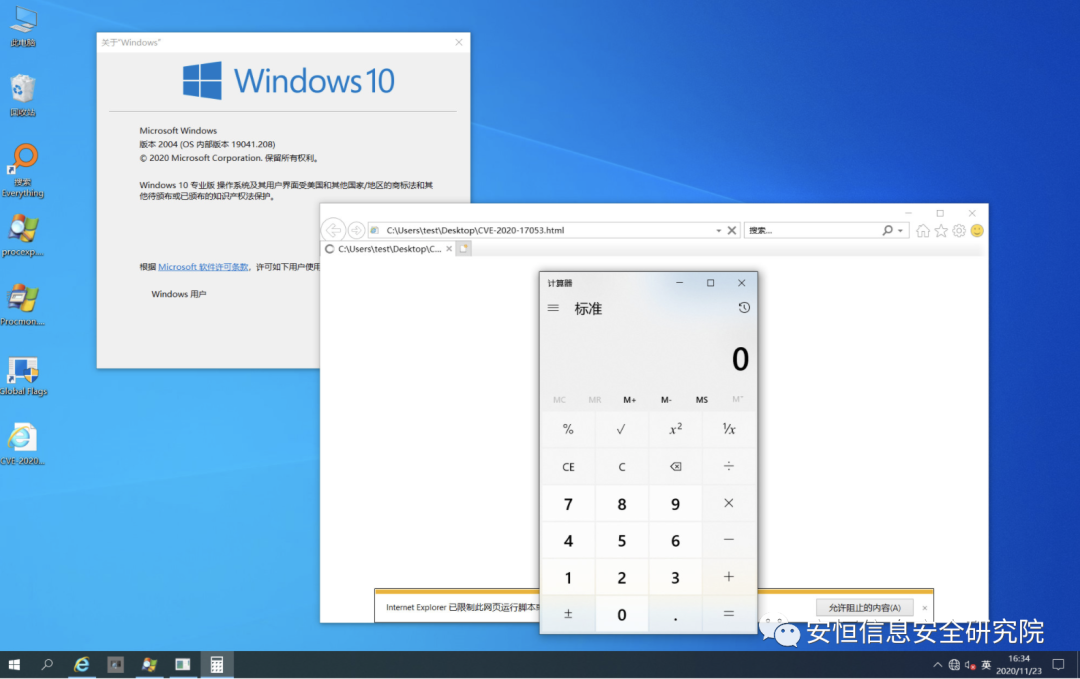 此电脑
回收站
搜索
Everything
procexp....
Procmon....
Global Flags
CVE-2020...
关于"Windows"
Windows 10
Microsoft Windows
版本 2004 (OS 内部版本 19041.208)
© 2020 Microsoft Corporation. 保留所有权利。
Windows 10 专业版 操作系统及其用户界面受美国和其他国家/地区的商标法和其
他待颁布或已颁布的知识产权法保护。
根据 Microsoft 软件许可条款，许可如下用户使用
Windows 用户
C:\Users\test\Desktop\CVE-2020-17053.html
搜索...
C:\Users\test\Desktop\C...
计算器
标准
0
MC MR M+ M- MS M˅
% √ x² ¹/x
CE C ⌫ ÷
7 8 9 ×
4 5 6 −
1 2 3 +
± 0 . =
Internet Explorer 已限制此网页运行脚本
允许阻止的内容(A)
安恒信息安全研究院
英
16:34
2020/11/23